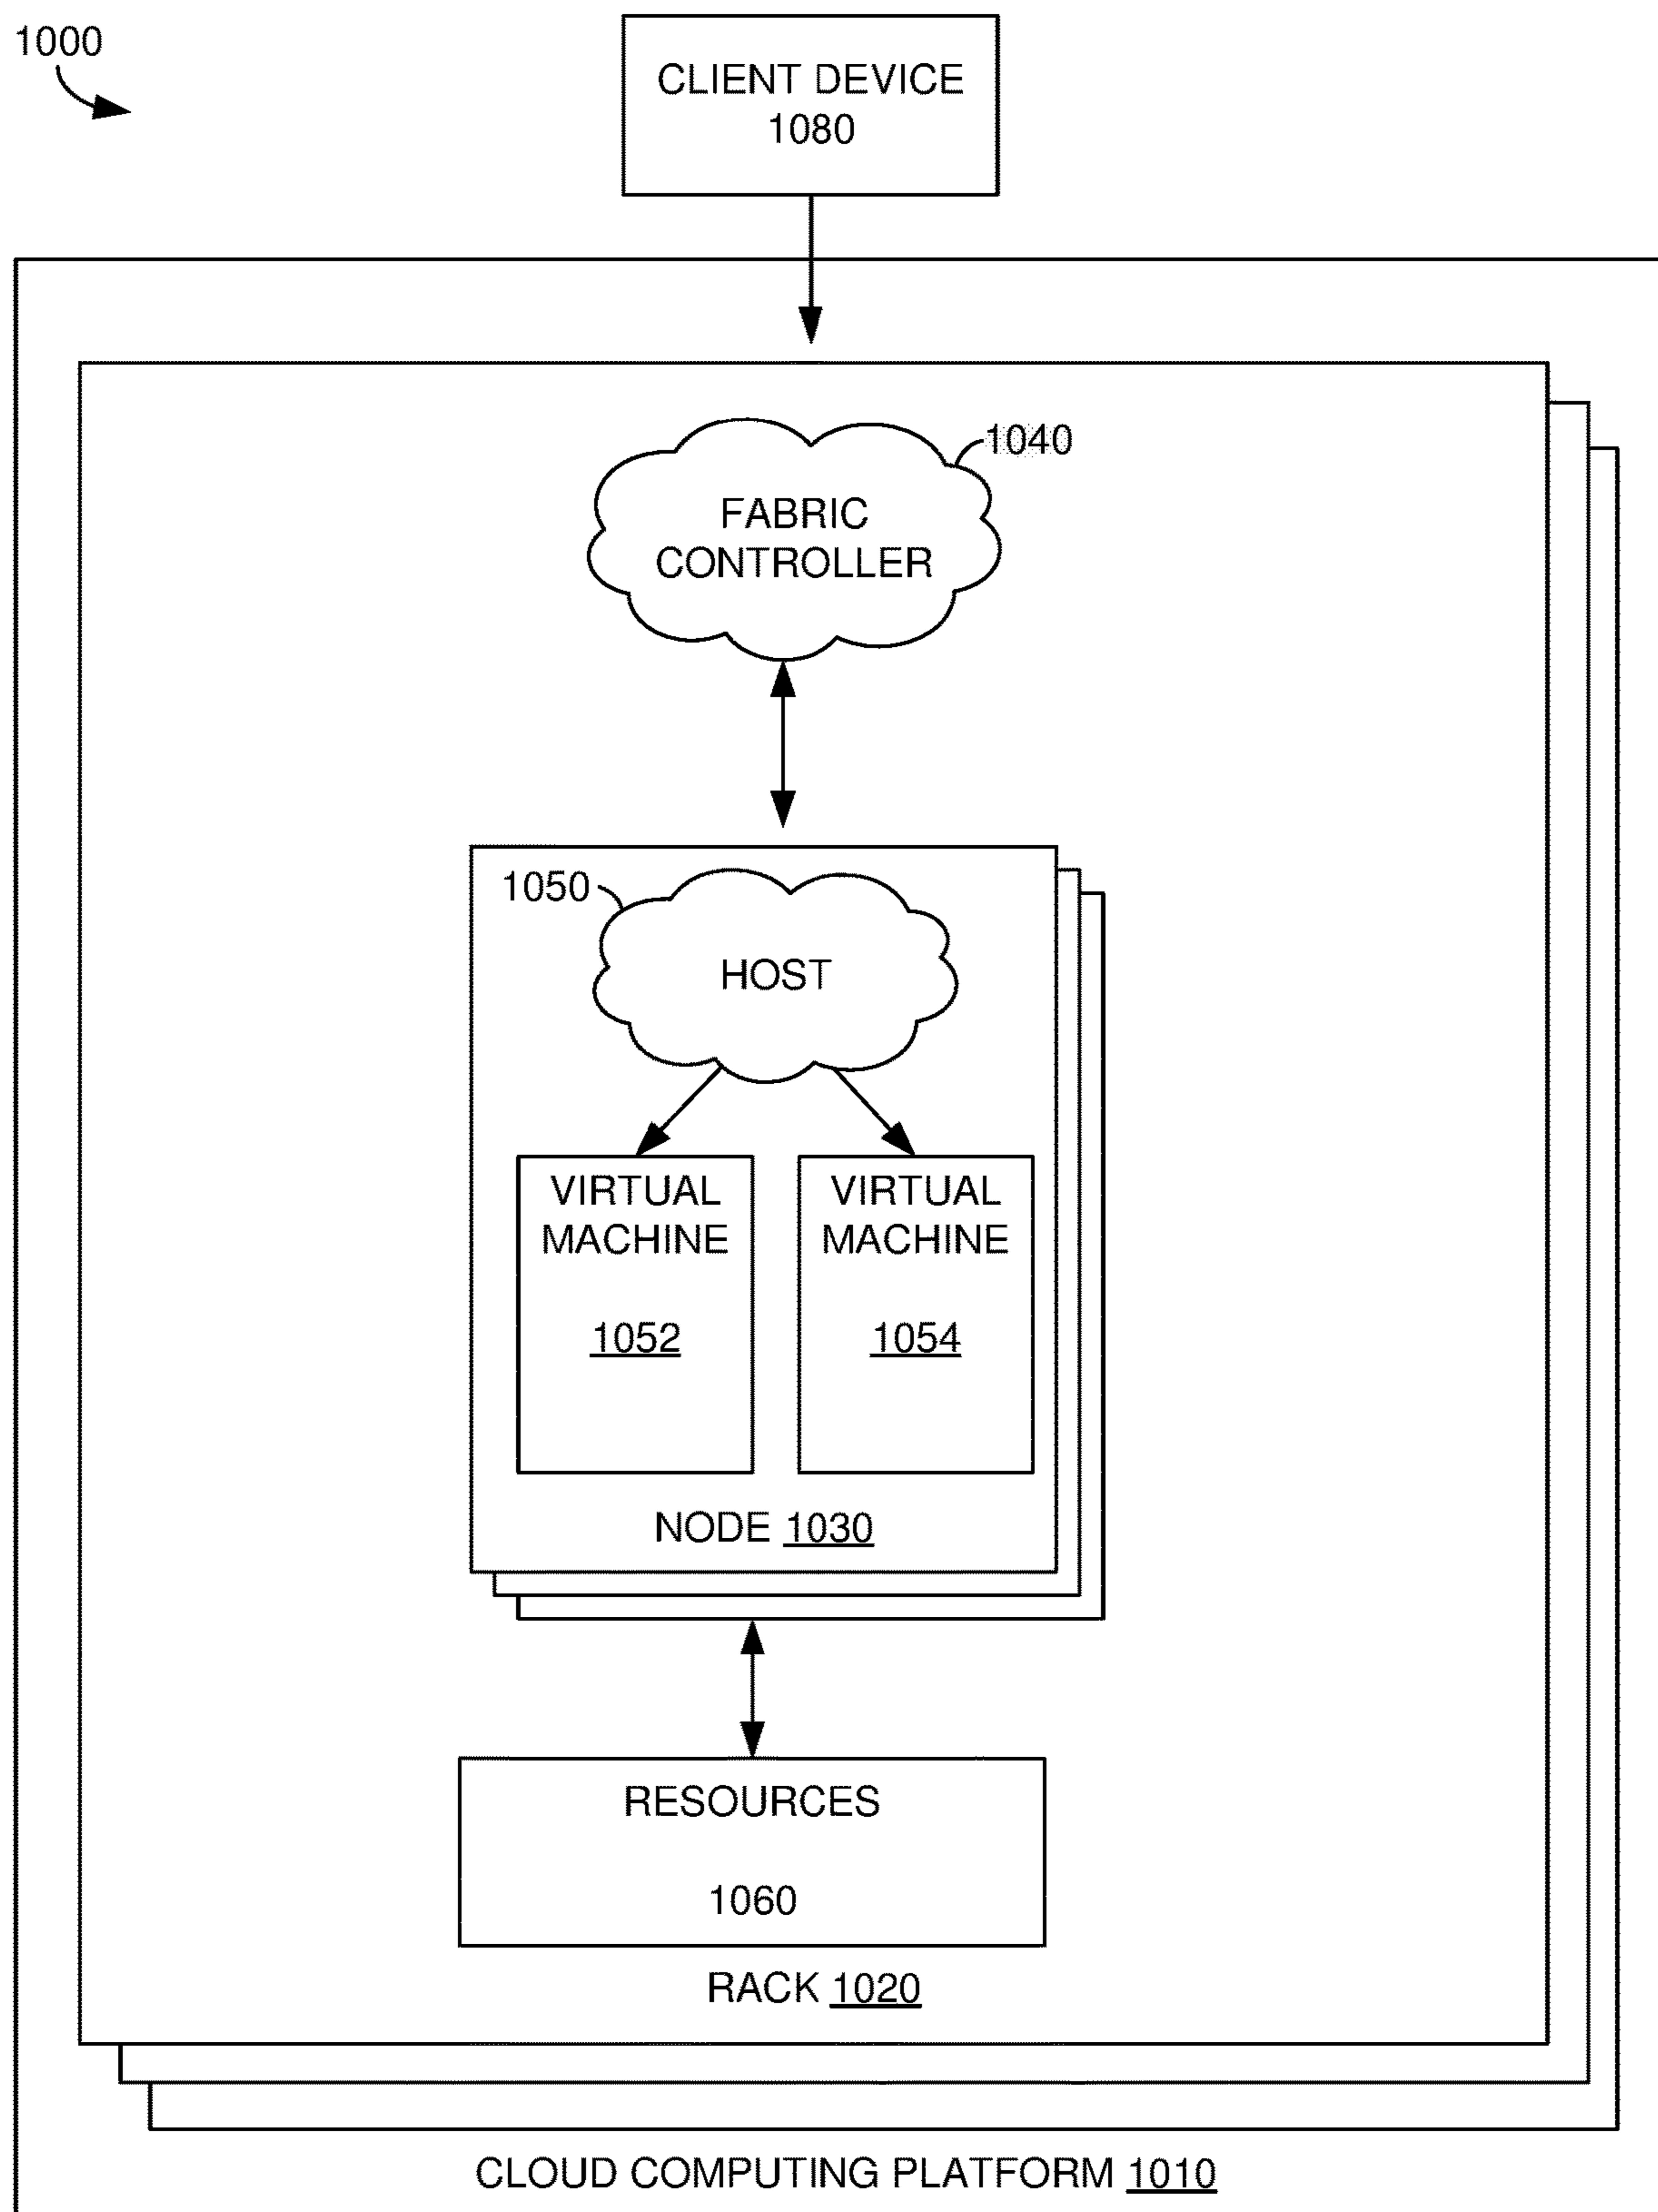 1000
CLIENT DEVICE
1080
1040
FABRIC
CONTROLLER
1050
HOST
VIRTUAL
MACHINE
1052
VIRTUAL
MACHINE
1054
NODE 1030
RESOURCES
1060
RACK 1020
CLOUD COMPUTING PLATFORM 1010